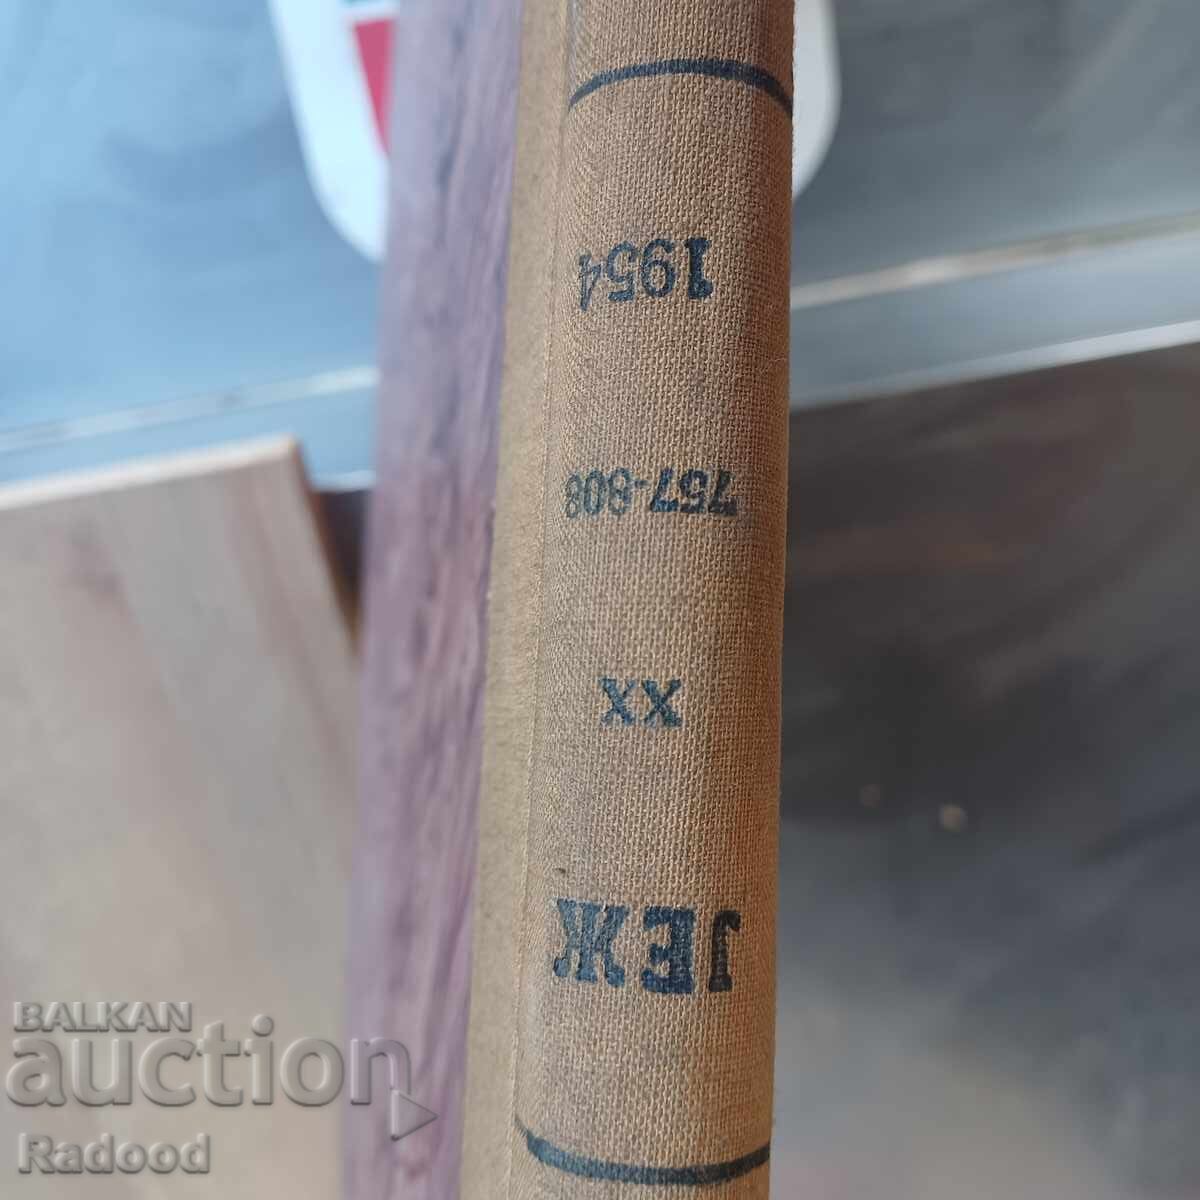 ЈЕЖ
XX
757-808
1954
BALKAN
auction
Radood